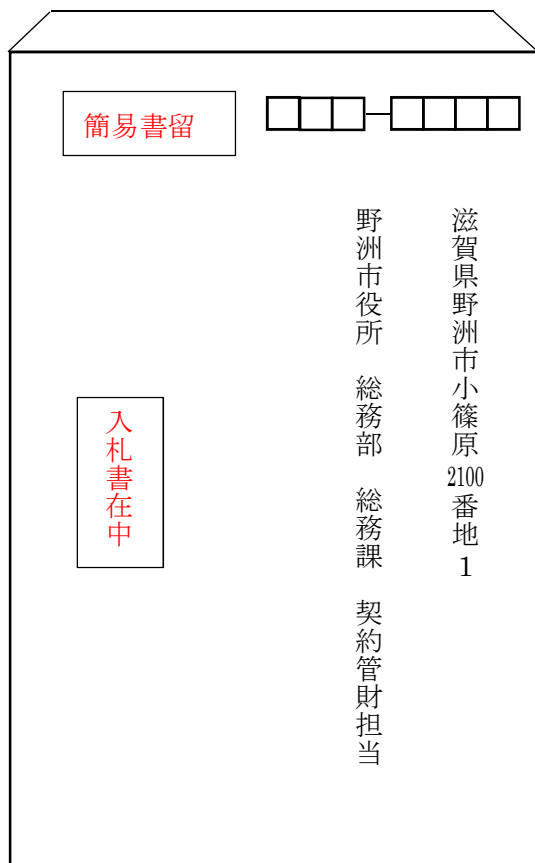 簡易書留
滋賀県野洲市小篠原2100番地1
野洲市役所 総務部 総務課 契約管財担当
入札書在中